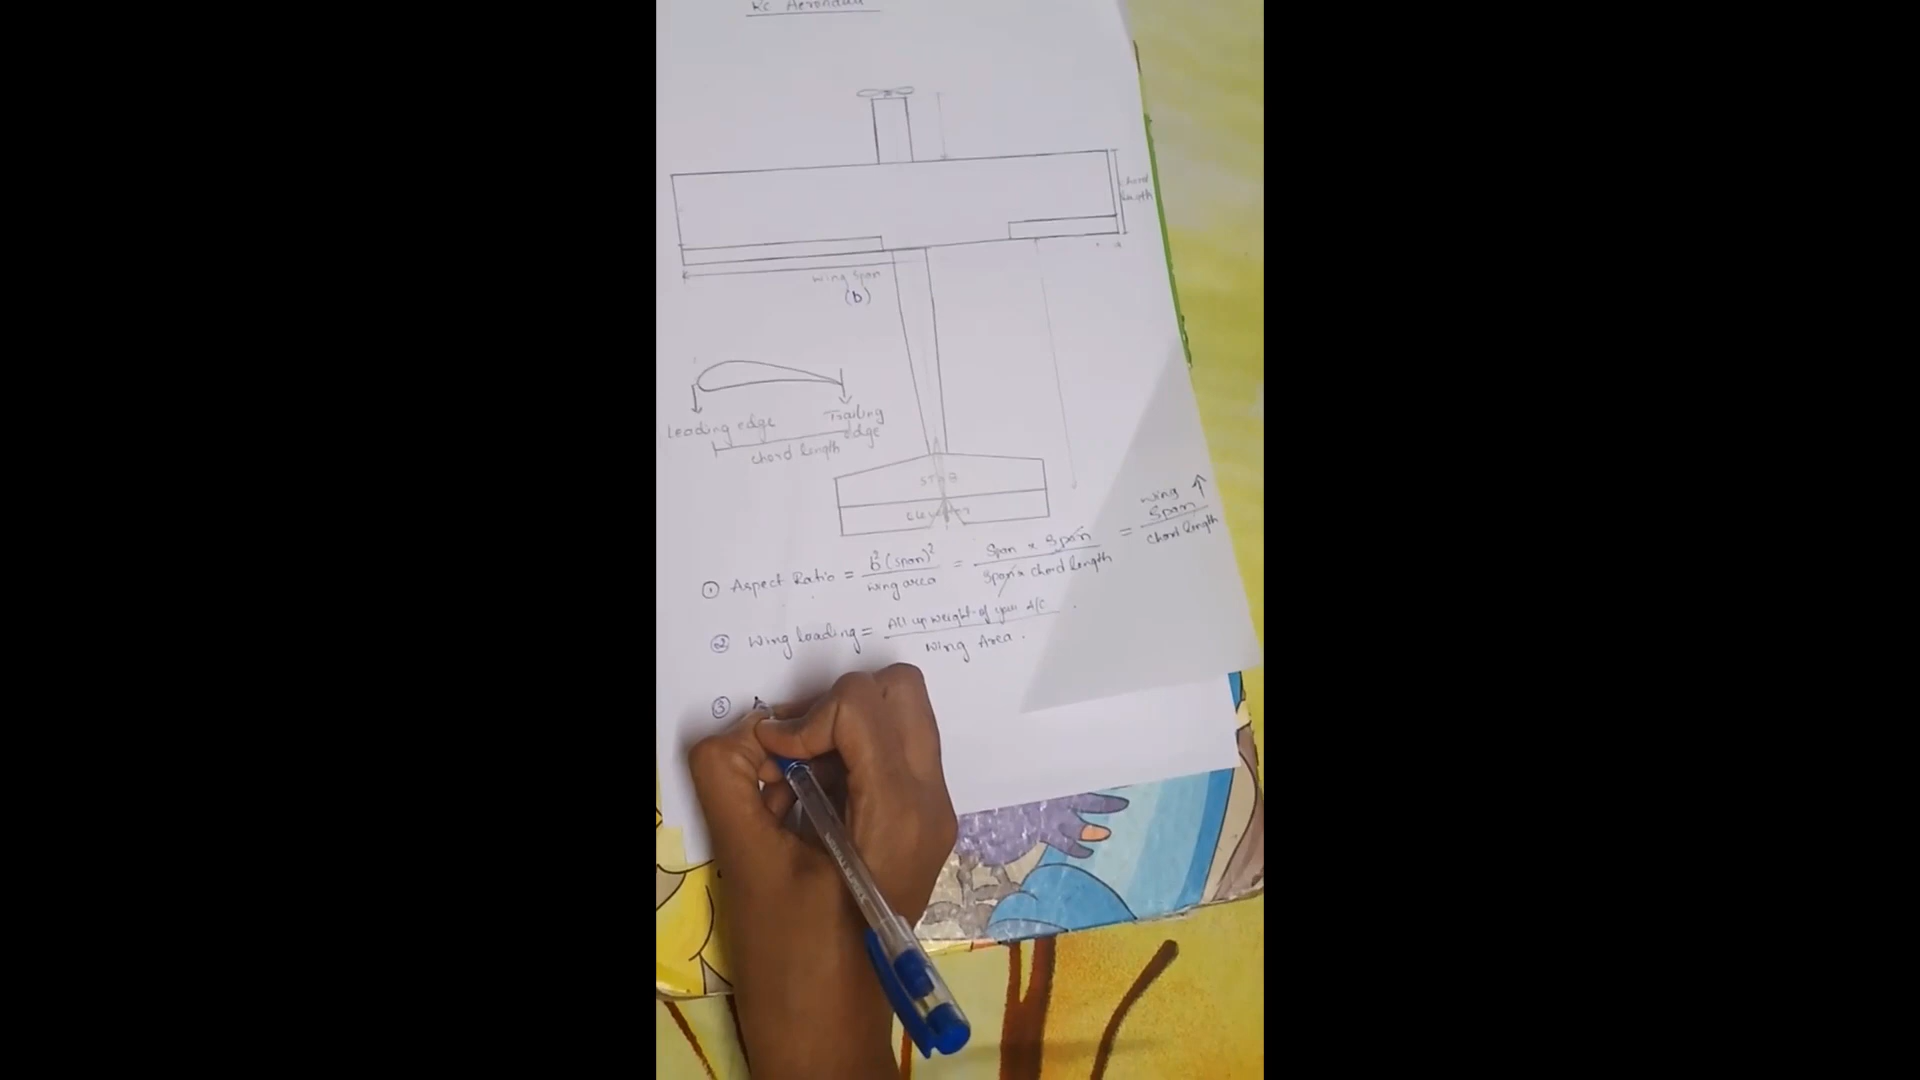 RC
chord
length
wing span
(b)
Leading edge
Trailing
edge
chord length
STAB
Elevator
① Aspect Ratio = b² (span)² / wing area = Span x Span / Span x chord length = wing span ↑ / chord length
② Wing loading = All up weight of your A/C / Wing Area.
③ A